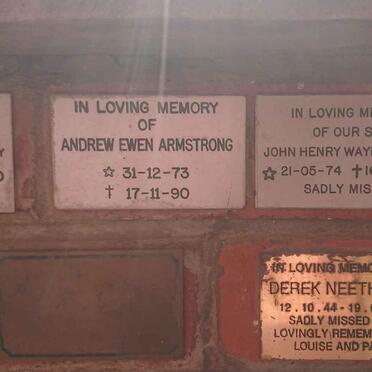 IN LOVING MEMORY
OF
ANDREW EWEN ARMSTRONG
☆ 31-12-73
† 17-11-90
IN LOVING ME
OF OUR S
JOHN HENRY WAY
☆ 21-05-74 † 1
SADLY MIS
IN LOVING MEMO
DEREK NEETH
12.10.44-19.
SADLY MISSED
LOVINGLY REMEM
LOUISE AND PA